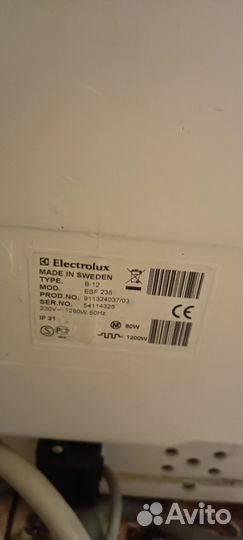 Electrolux
MADE IN SWEDEN
TYPE. B 12
MOD. ESF 235
PROD.NO. 911324037/03
SER.NO. 54114328
230V~ 1280W 50Hz
IP 21 M 80W
1200W
CE
Avito